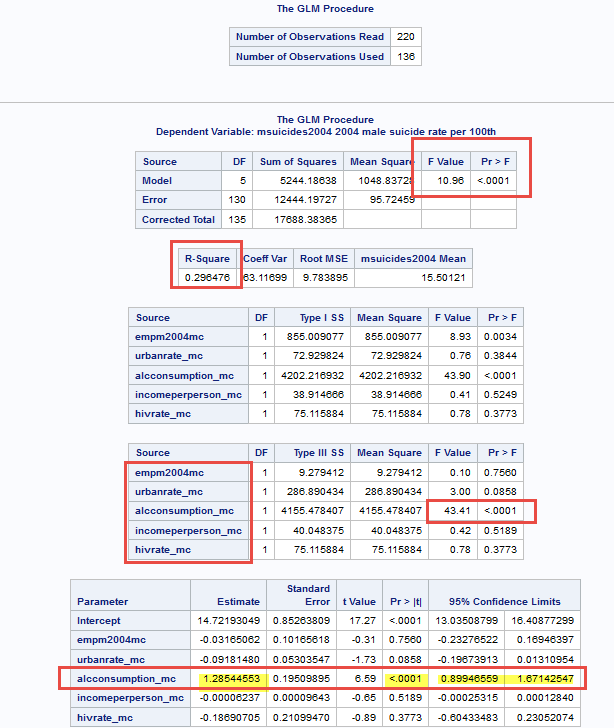 The GLM Procedure
Number of Observations Read 220
Number of Observations Used 136
The GLM Procedure
Dependent Variable: msuicides2004 2004 male suicide rate per 100th
Source DF Sum of Squares Mean Square F Value Pr > F
Model 5 5244.18638 1048.83728 10.96 <.0001
Error 130 12444.19727 95.72459
Corrected Total 135 17688.38365
R-Square Coeff Var Root MSE msuicides2004 Mean
0.296476 63.11699 9.783895 15.50121
Source DF Type I SS Mean Square F Value Pr > F
empm2004mc 1 855.009077 855.009077 8.93 0.0034
urbanrate_mc 1 72.929824 72.929824 0.76 0.3844
alcconsumption_mc 1 4202.216932 4202.216932 43.90 <.0001
incomeperperson_mc 1 38.914666 38.914666 0.41 0.5249
hivrate_mc 1 75.115884 75.115884 0.78 0.3773
Source DF Type III SS Mean Square F Value Pr > F
empm2004mc 1 9.279412 9.279412 0.10 0.7560
urbanrate_mc 1 286.890434 286.890434 3.00 0.0858
alcconsumption_mc 1 4155.478407 4155.478407 43.41 <.0001
incomeperperson_mc 1 40.048375 40.048375 0.42 0.5189
hivrate_mc 1 75.115884 75.115884 0.78 0.3773
Parameter Estimate Standard Error t Value Pr > |t| 95% Confidence Limits
Intercept 14.72193049 0.85263809 17.27 <.0001 13.03508799 16.40877299
empm2004mc -0.03165062 0.10165618 -0.31 0.7560 -0.23276522 0.16946397
urbanrate_mc -0.09181480 0.05303547 -1.73 0.0858 -0.19673913 0.01310954
alcconsumption_mc 1.28544553 0.19509895 6.59 <.0001 0.89946559 1.67142547
incomeperperson_mc -0.00006237 0.00009643 -0.65 0.5189 -0.00025315 0.00012840
hivrate_mc -0.18690705 0.21099470 -0.89 0.3773 -0.60433483 0.23052074